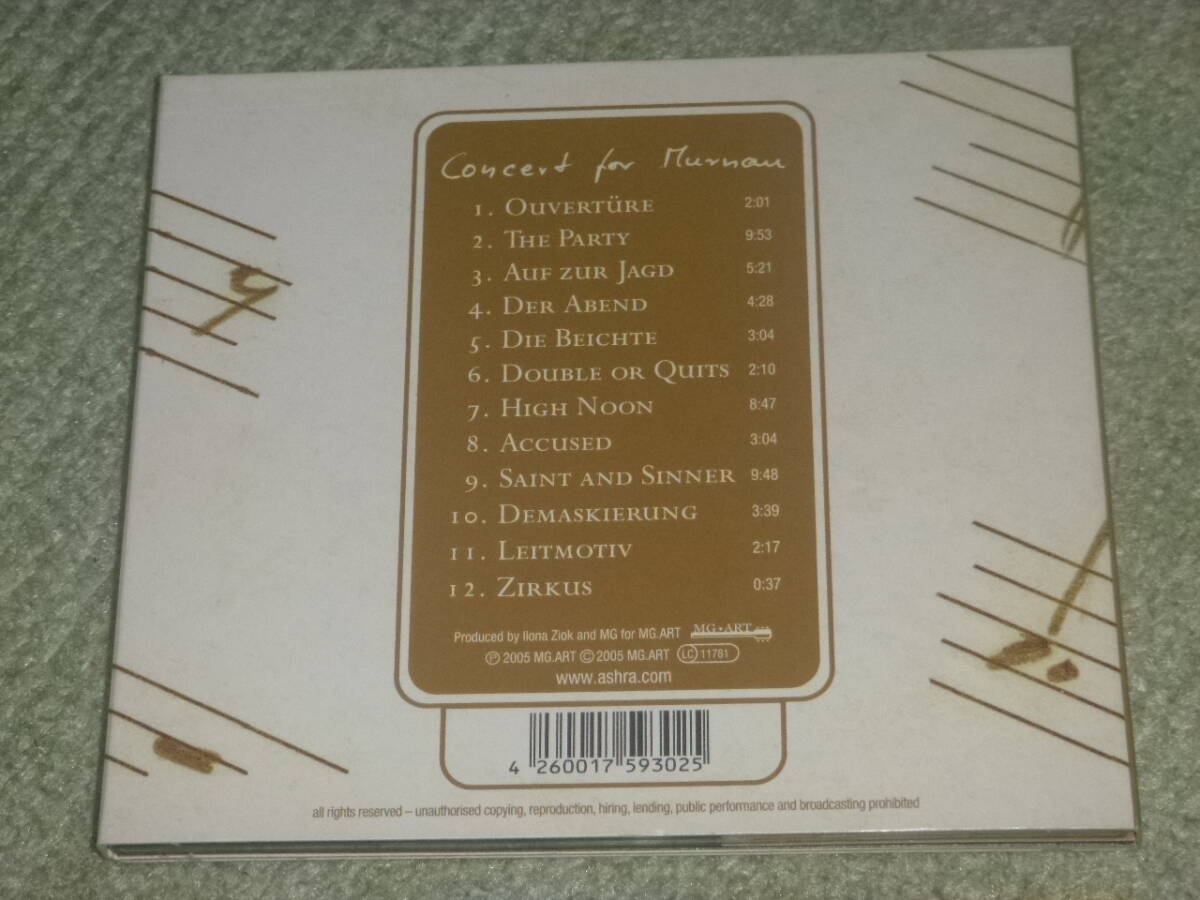 Concert for Murnau
1. Ouvertüre 2:01
2. The Party 9:53
3. Auf zur Jagd 5:21
4. Der Abend 4:28
5. Die Beichte 3:04
6. Double or Quits 2:10
7. High Noon 8:47
8. Accused 3:04
9. Saint and Sinner 9:48
10. Demaskierung 3:39
11. Leitmotiv 2:17
12. Zirkus 0:37
Produced by Ilona Ziok and MG for MG.ART MG•ART
Ⓟ 2005 MG.ART © 2005 MG.ART LC 11781
www.ashra.com
4 260017 593025
all rights reserved – unauthorised copying, reproduction, hiring, lending, public performance and broadcasting prohibited